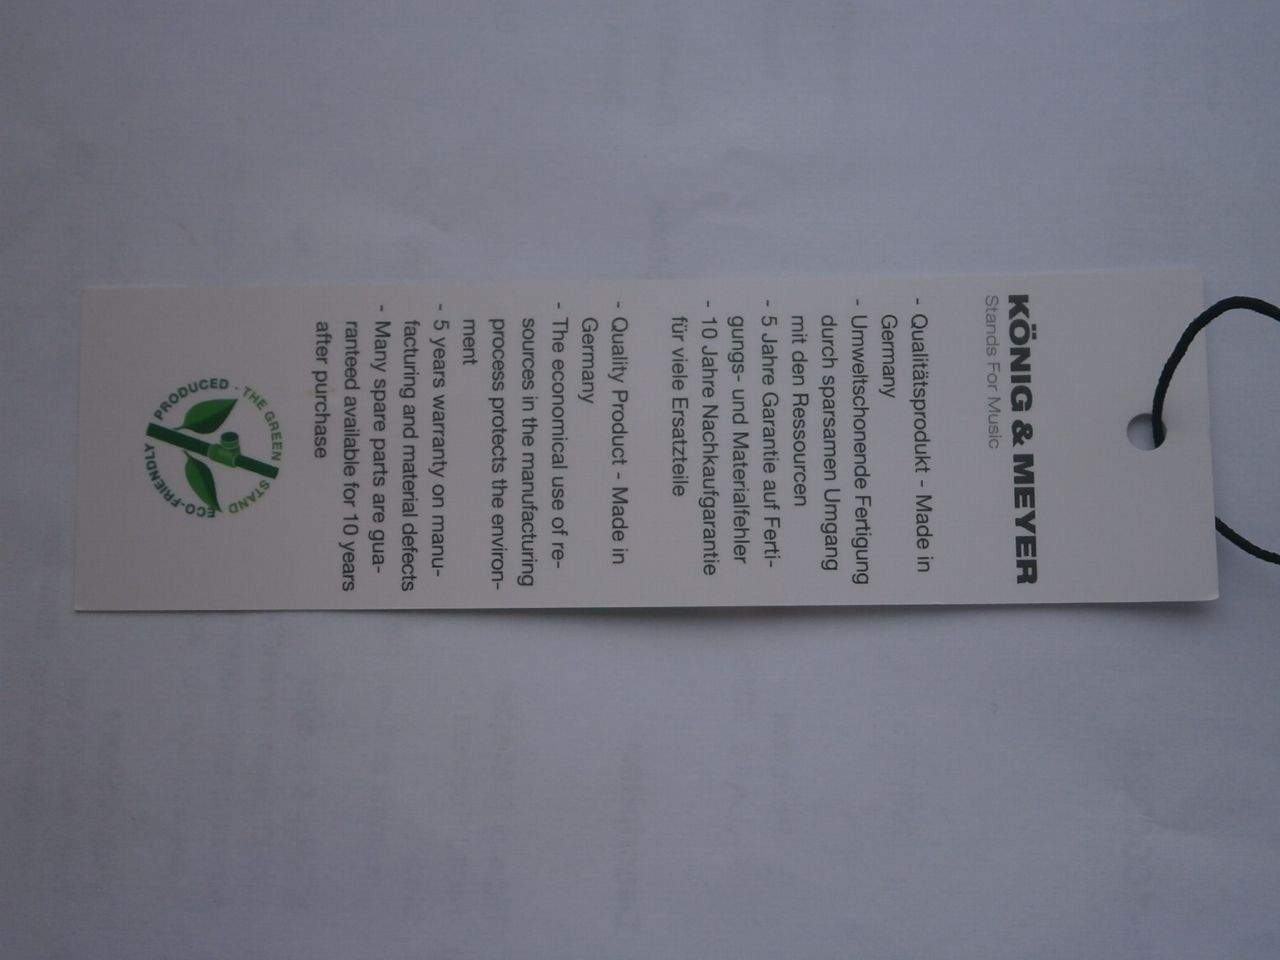 KÖNIG & MEYER
Stands For Music
- Qualitätsprodukt - Made in
Germany
- Umweltschonende Fertigung
durch sparsamen Umgang
mit den Ressourcen
- 5 Jahre Garantie auf Ferti-
gungs- und Materialfehler
- 10 Jahre Nachkaufgarantie
für viele Ersatzteile
- Quality Product - Made in
Germany
- The economical use of re-
sources in the manufacturing
process protects the environ-
ment
- 5 years warranty on manu-
facturing and material defects
- Many spare parts are gua-
ranteed available for 10 years
after purchase
THE GREEN STAND
ECO-FRIENDLY PRODUCED ·